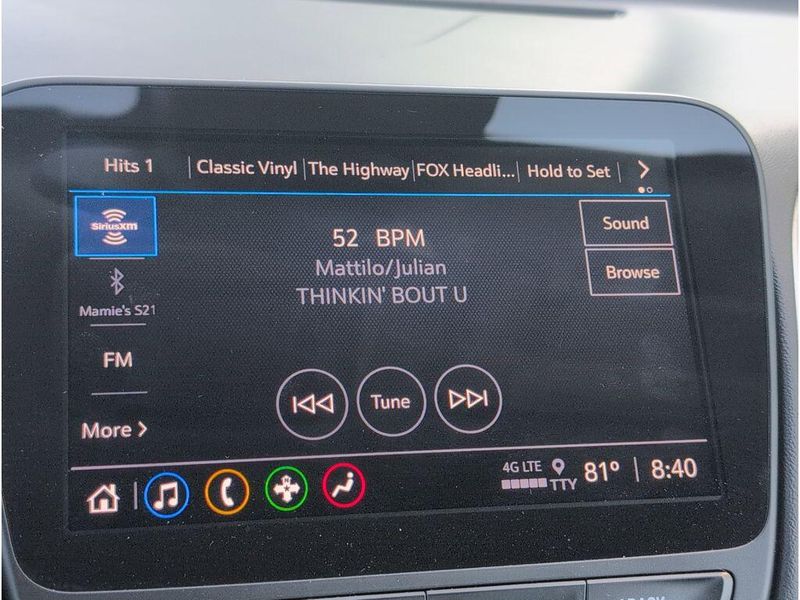 Hits 1 Classic Vinyl The Highway FOX Headli... Hold to Set
SiriusXM
52 BPM
Sound
Mattilo/Julian
Browse
THINKIN' BOUT U
Mamie's S21
FM
Tune
More
4G LTE
TTY
81° 8:40